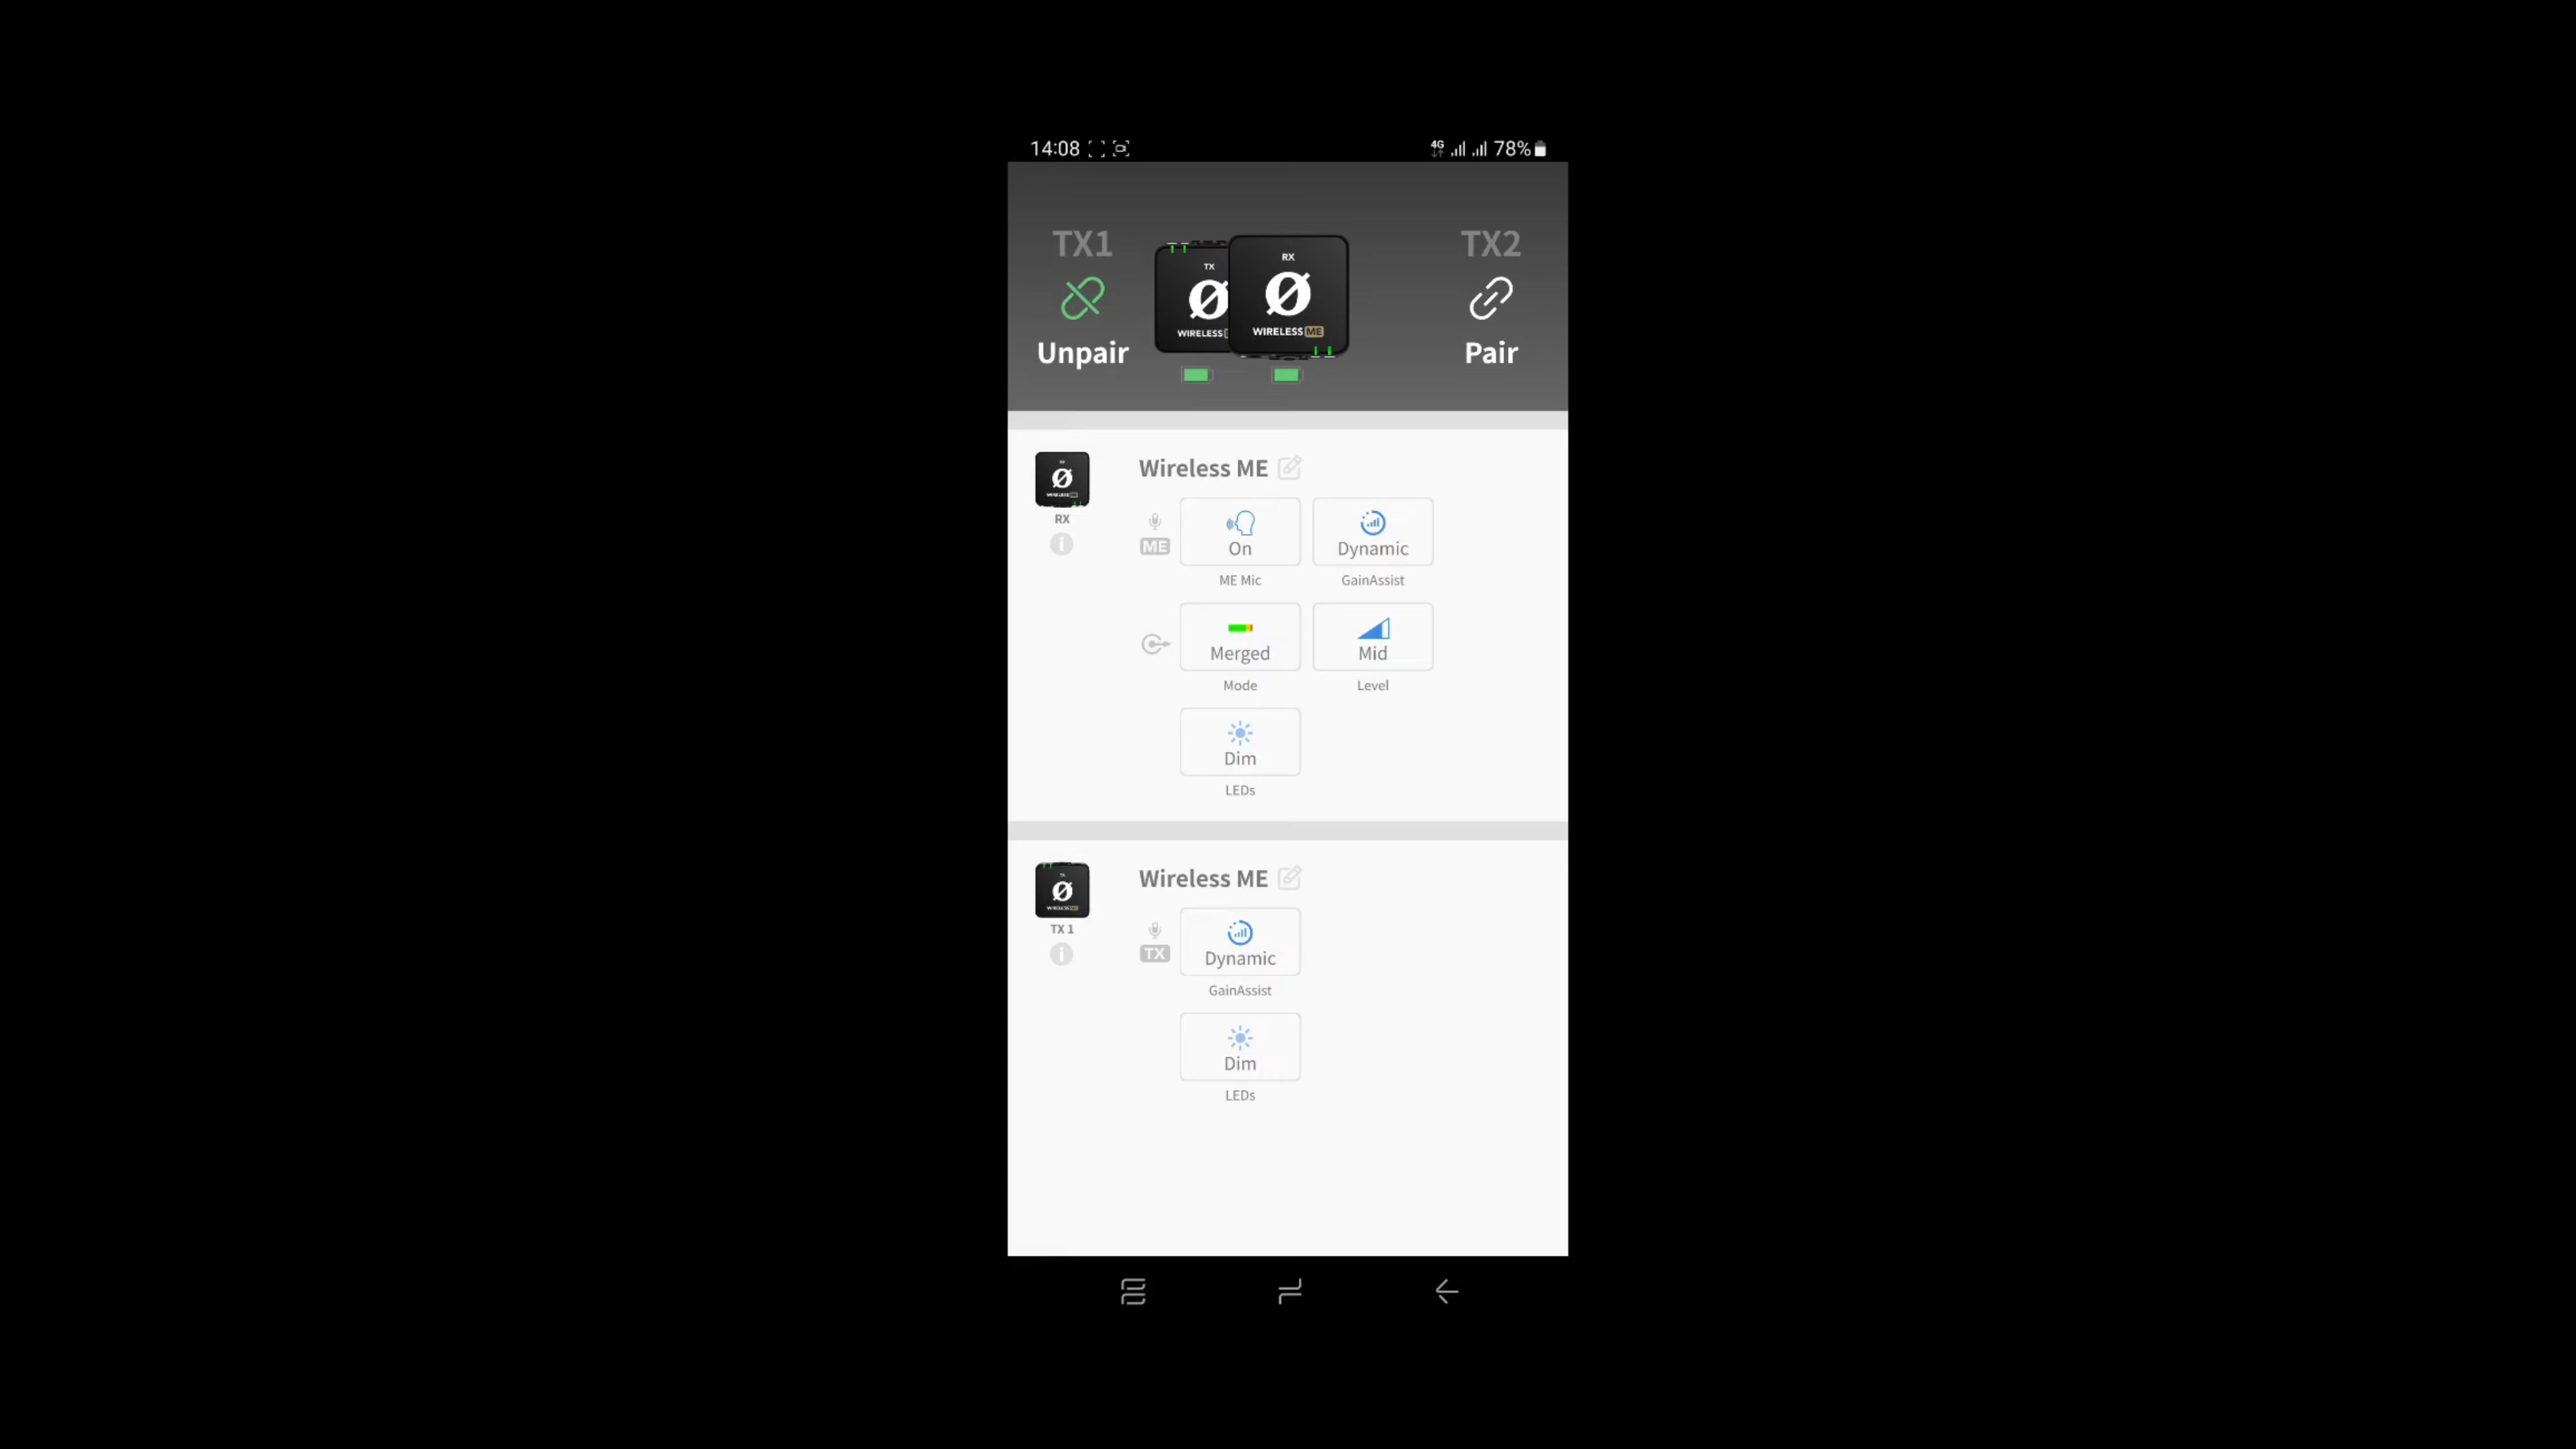 14:08
4G 78%
TX1
TX2
TX
WIRELESS
RX
WIRELESS ME
Unpair
Pair
RX
Wireless ME
ME
On
ME Mic
Dynamic
GainAssist
Merged
Mode
Mid
Level
Dim
LEDs
TX 1
Wireless ME
TX
Dynamic
GainAssist
Dim
LEDs